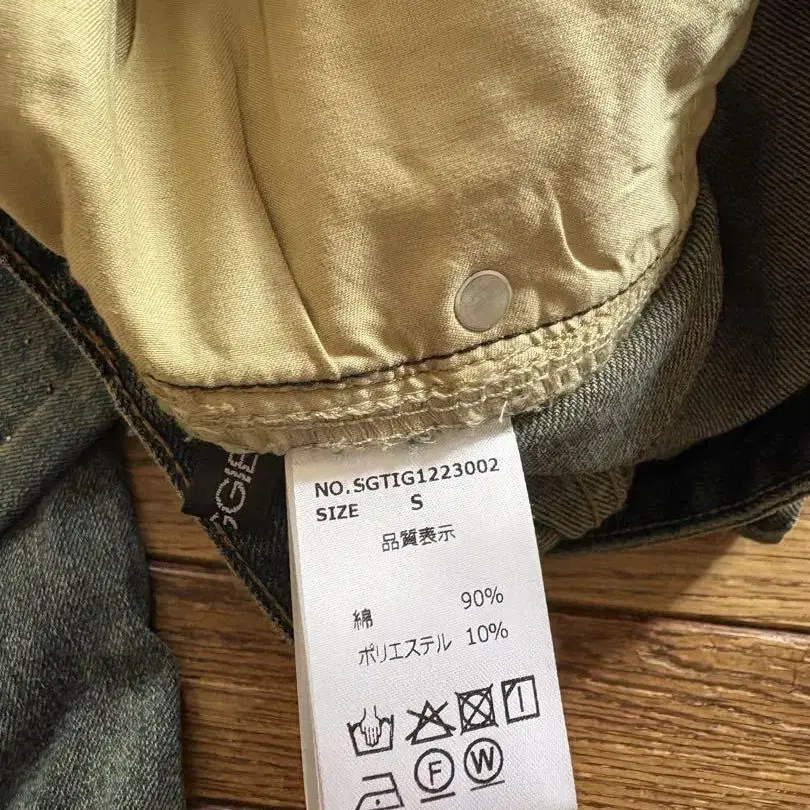 NO.SGTIG1223002
SIZE S
品質表示
綿 90%
ポリエステル 10%
F W